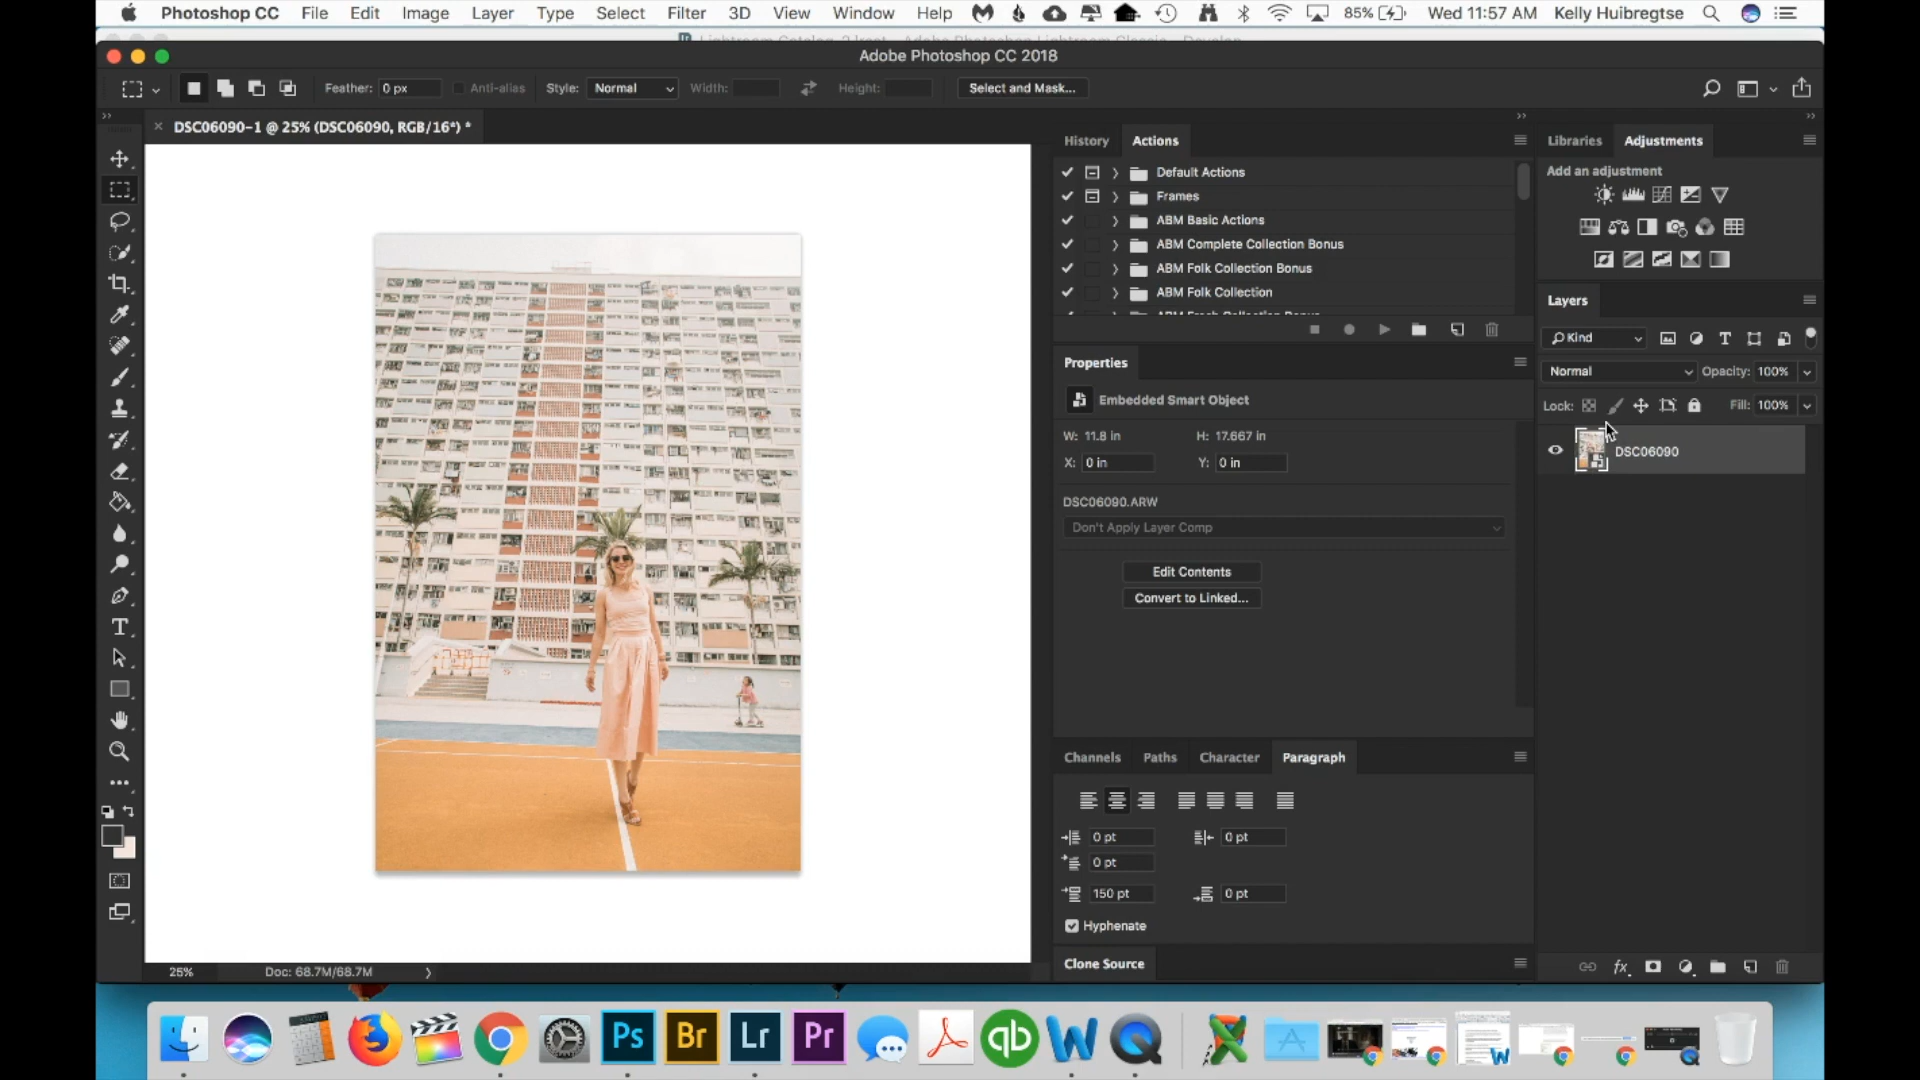 Photoshop CC File Edit Image Layer Type Select Filter 3D View Window Help 85% Wed 11:57 AM Kelly Huibregtse
Adobe Photoshop CC 2018
Feather: 0 px Anti-alias Style: Normal Width: Height: Select and Mask...
DSC06090-1 @ 25% (DSC06090, RGB/16*) *
History Actions
Default Actions
Frames
ABM Basic Actions
ABM Complete Collection Bonus
ABM Folk Collection Bonus
ABM Folk Collection
Properties
Embedded Smart Object
W: 11.8 in H: 17.667 in
X: 0 in Y: 0 in
DSC06090.ARW
Don't Apply Layer Comp
Edit Contents
Convert to Linked...
Channels Paths Character Paragraph
0 pt 0 pt
0 pt
150 pt 0 pt
Hyphenate
Clone Source
Libraries Adjustments
Add an adjustment
Layers
Kind
Normal Opacity: 100%
Lock: Fill: 100%
DSC06090
fx
25% Doc: 68.7M/68.7M
Ps Br Lr Pr qb W